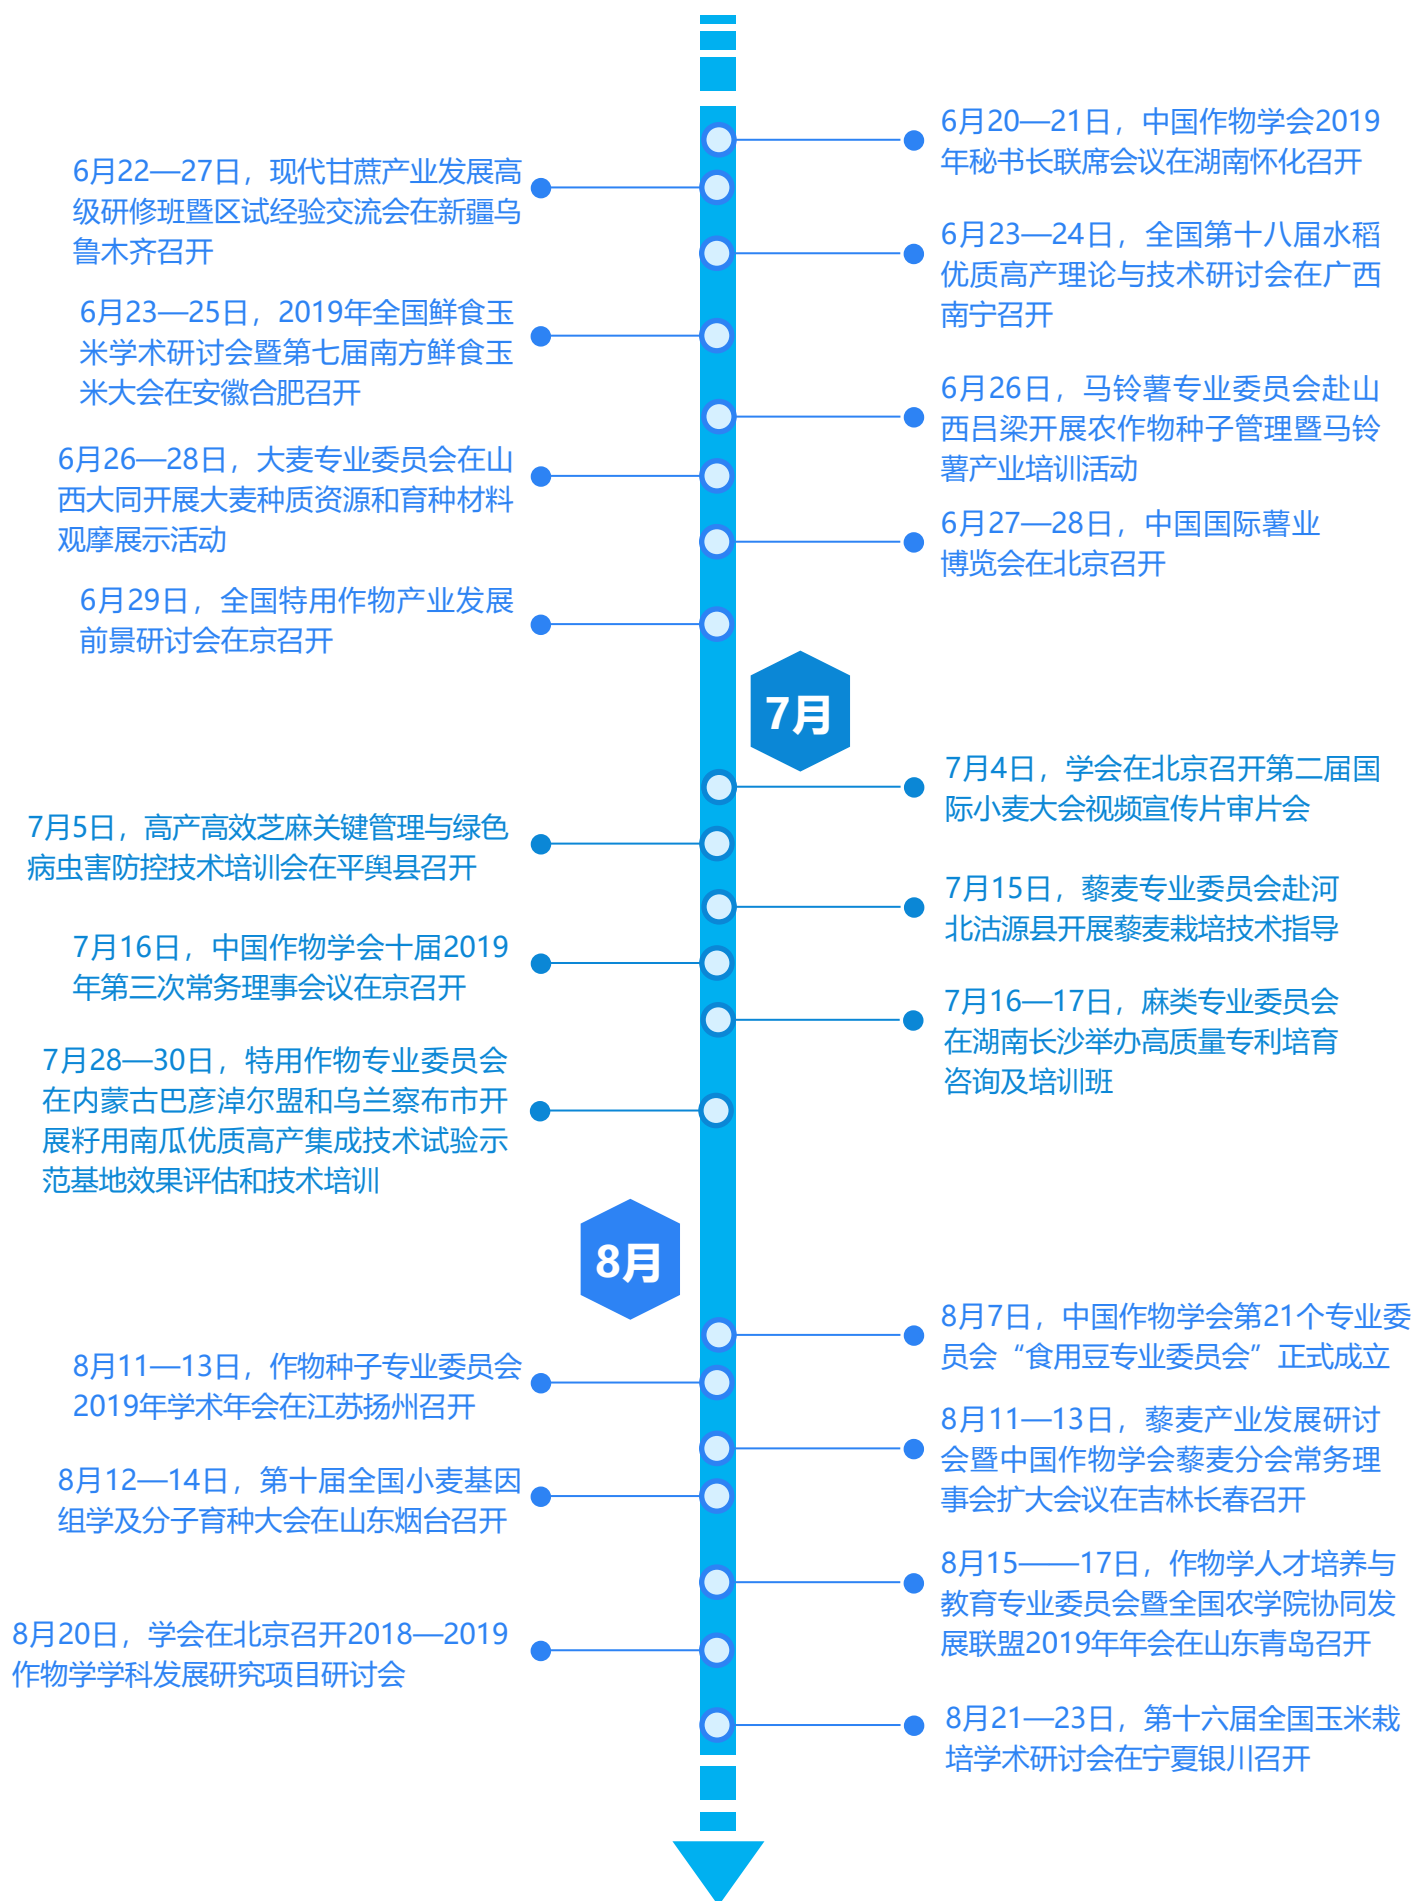 6月20—21日，中国作物学会2019
年秘书长联席会议在湖南怀化召开
6月22—27日，现代甘蔗产业发展高
级研修班暨区试经验交流会在新疆乌
鲁木齐召开
6月23—24日，全国第十八届水稻
优质高产理论与技术研讨会在广西
南宁召开
6月23—25日，2019年全国鲜食玉
米学术研讨会暨第七届南方鲜食玉
米大会在安徽合肥召开
6月26日，马铃薯专业委员会赴山
西吕梁开展农作物种子管理暨马铃
薯产业培训活动
6月26—28日，大麦专业委员会在山
西大同开展大麦种质资源和育种材料
观摩展示活动
6月27—28日，中国国际薯业
博览会在北京召开
6月29日，全国特用作物产业发展
前景研讨会在京召开
7月
7月4日，学会在北京召开第二届国
际小麦大会视频宣传片审片会
7月5日，高产高效芝麻关键管理与绿色
病虫害防控技术培训会在平舆县召开
7月15日，藜麦专业委员会赴河
北沽源县开展藜麦栽培技术指导
7月16日，中国作物学会十届2019
年第三次常务理事会议在京召开
7月16—17日，麻类专业委员会
在湖南长沙举办高质量专利培育
咨询及培训班
7月28—30日，特用作物专业委员会
在内蒙古巴彦淖尔盟和乌兰察布市开
展籽用南瓜优质高产集成技术试验示
范基地效果评估和技术培训
8月
8月7日，中国作物学会第21个专业委
员会“食用豆专业委员会”正式成立
8月11—13日，作物种子专业委员会
2019年学术年会在江苏扬州召开
8月11—13日，藜麦产业发展研讨
会暨中国作物学会藜麦分会常务理
事会扩大会议在吉林长春召开
8月12—14日，第十届全国小麦基因
组学及分子育种大会在山东烟台召开
8月15——17日，作物学人才培养与
教育专业委员会暨全国农学院协同发
展联盟2019年年会在山东青岛召开
8月20日，学会在北京召开2018—2019
作物学学科发展研究项目研讨会
8月21—23日，第十六届全国玉米栽
培学术研讨会在宁夏银川召开